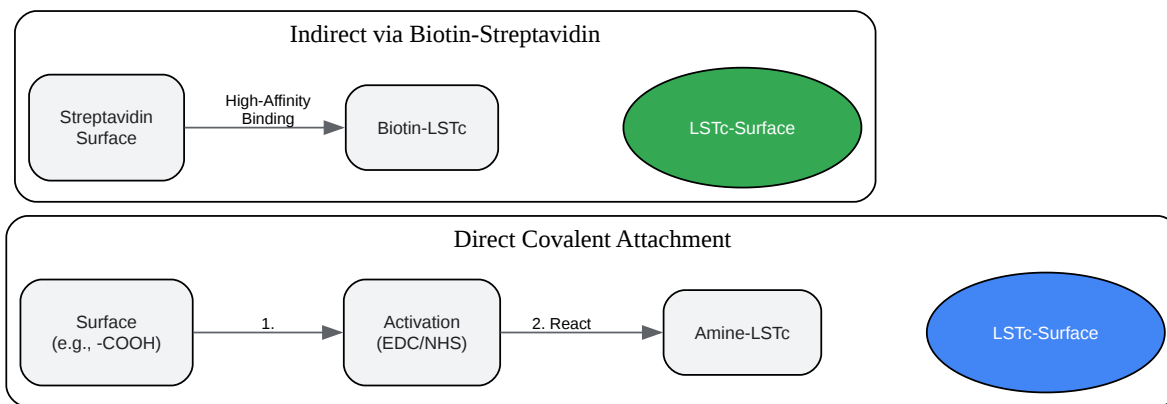 Indirect via Biotin-Streptavidin
Streptavidin
Surface
High-Affinity
Binding
Biotin-LSTc
LSTc-Surface
Direct Covalent Attachment
Surface
(e.g., -COOH)
1.
Activation
(EDC/NHS)
2. React
Amine-LSTc
LSTc-Surface